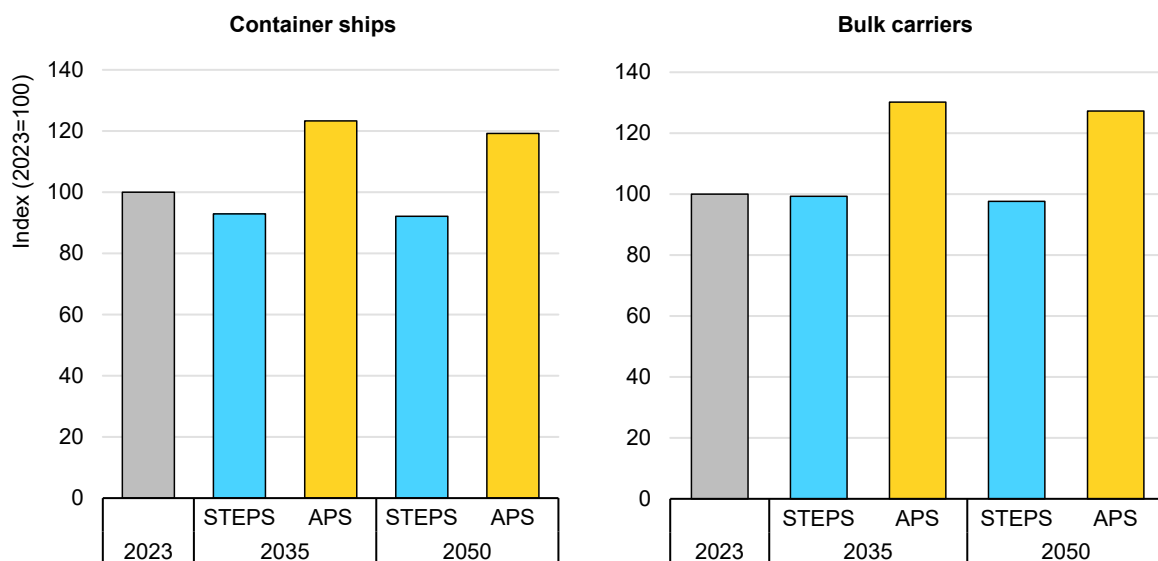 Container ships
Index (2023=100)
140
120
100
80
60
40
20
0
STEPS APS STEPS APS
2023 2035 2050
Bulk carriers
140
120
100
80
60
40
20
0
STEPS APS STEPS APS
2023 2035 2050